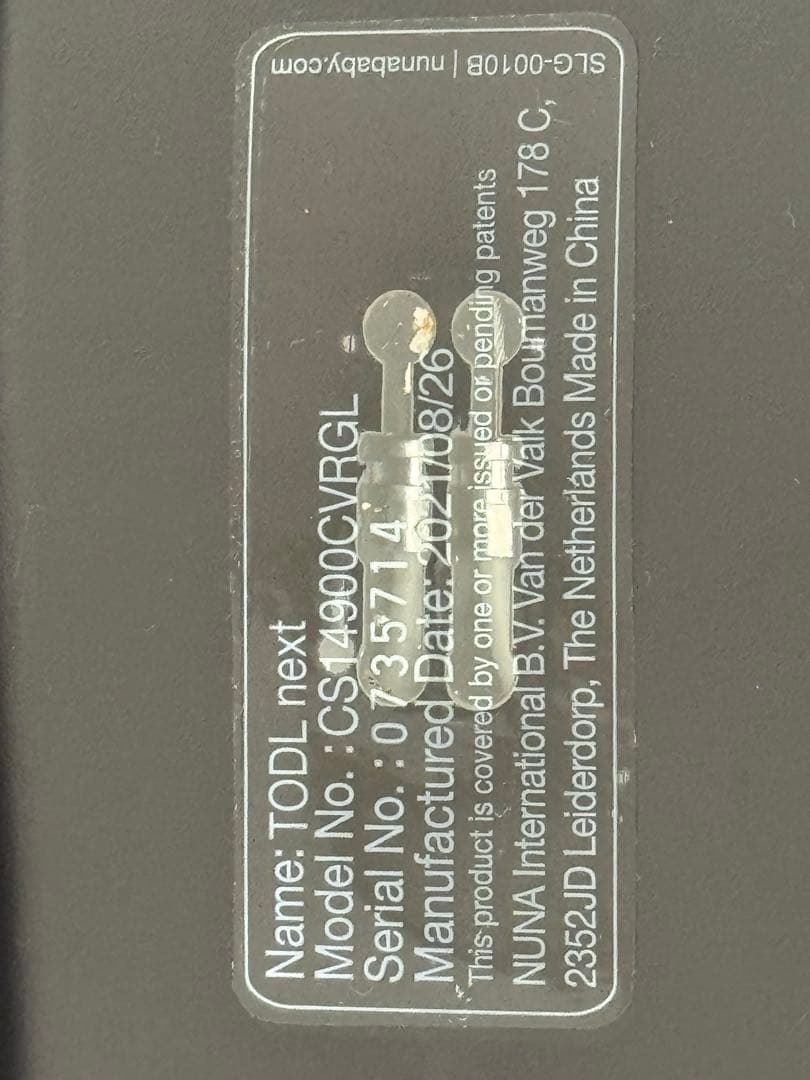 Name: TODL next
Model No. : CS14900CVRGL
Serial No. : 0735714
Manufactured Date: 2021/08/26
This product is covered by one or more issued or pending patents
NUNA International B.V. Van der Valk Boumanweg 178 C,
2352JD Leiderdorp, The Netherlands Made in China
SLG-0010B | nunababy.com